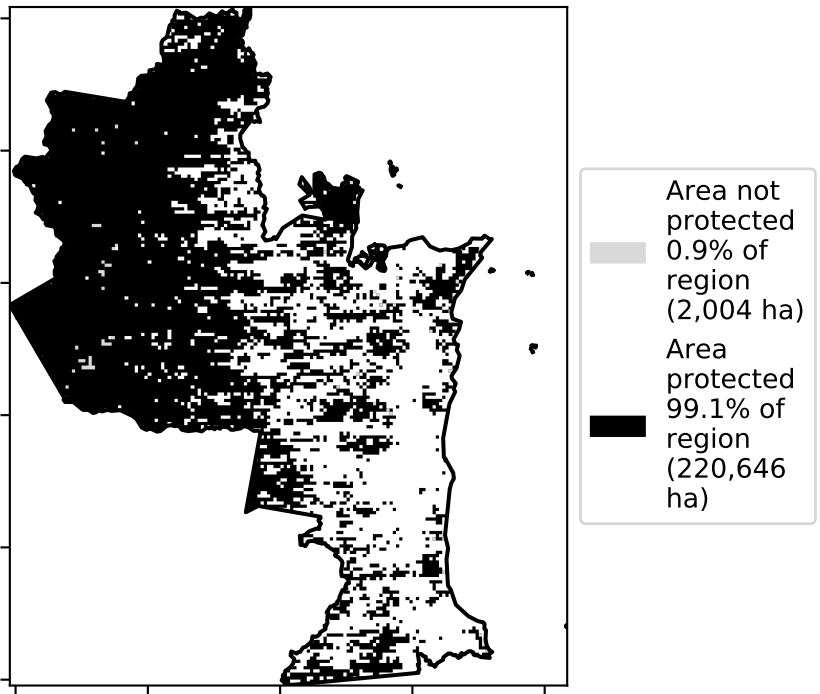 Area not
protected
0.9% of
region
(2,004 ha)
Area
protected
99.1% of
region
(220,646
ha)